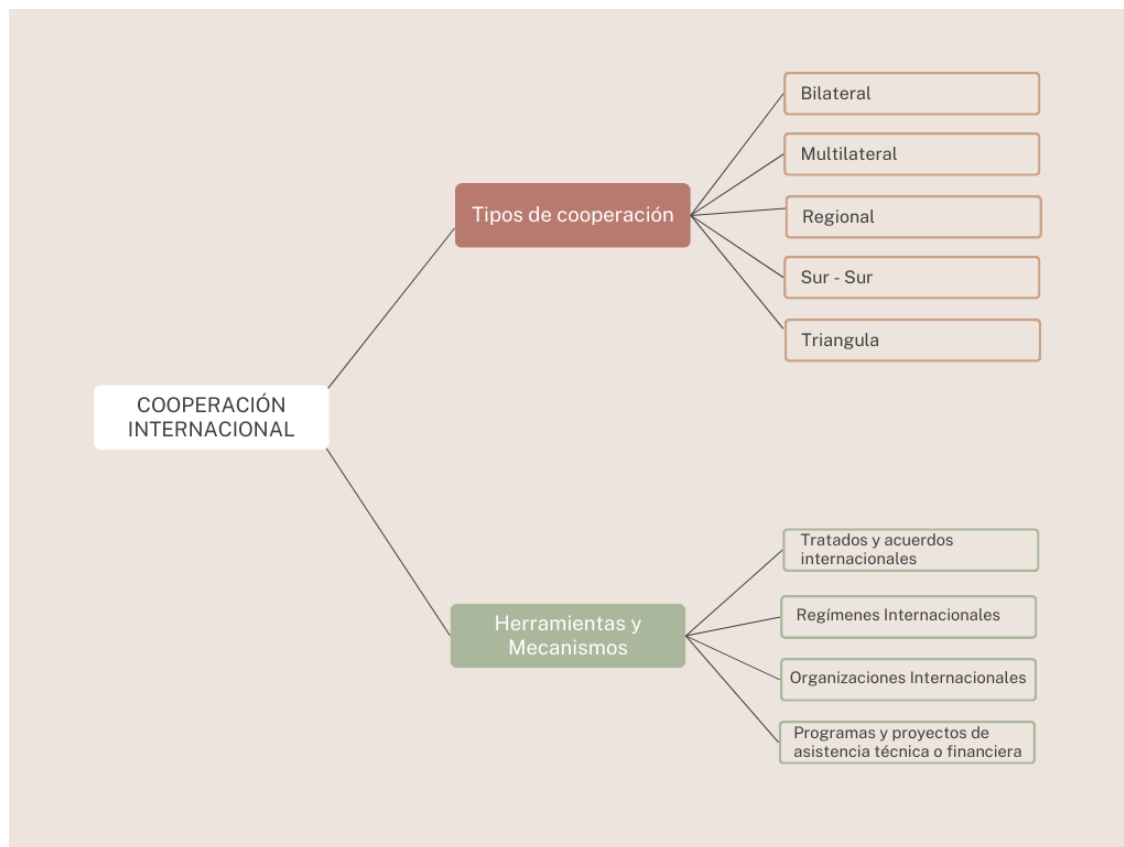 COOPERACIÓN
INTERNACIONAL
Tipos de cooperación
Bilateral
Multilateral
Regional
Sur - Sur
Triangula
Herramientas y
Mecanismos
Tratados y acuerdos
internacionales
Regímenes Internacionales
Organizaciones Internacionales
Programas y proyectos de
asistencia técnica o financiera